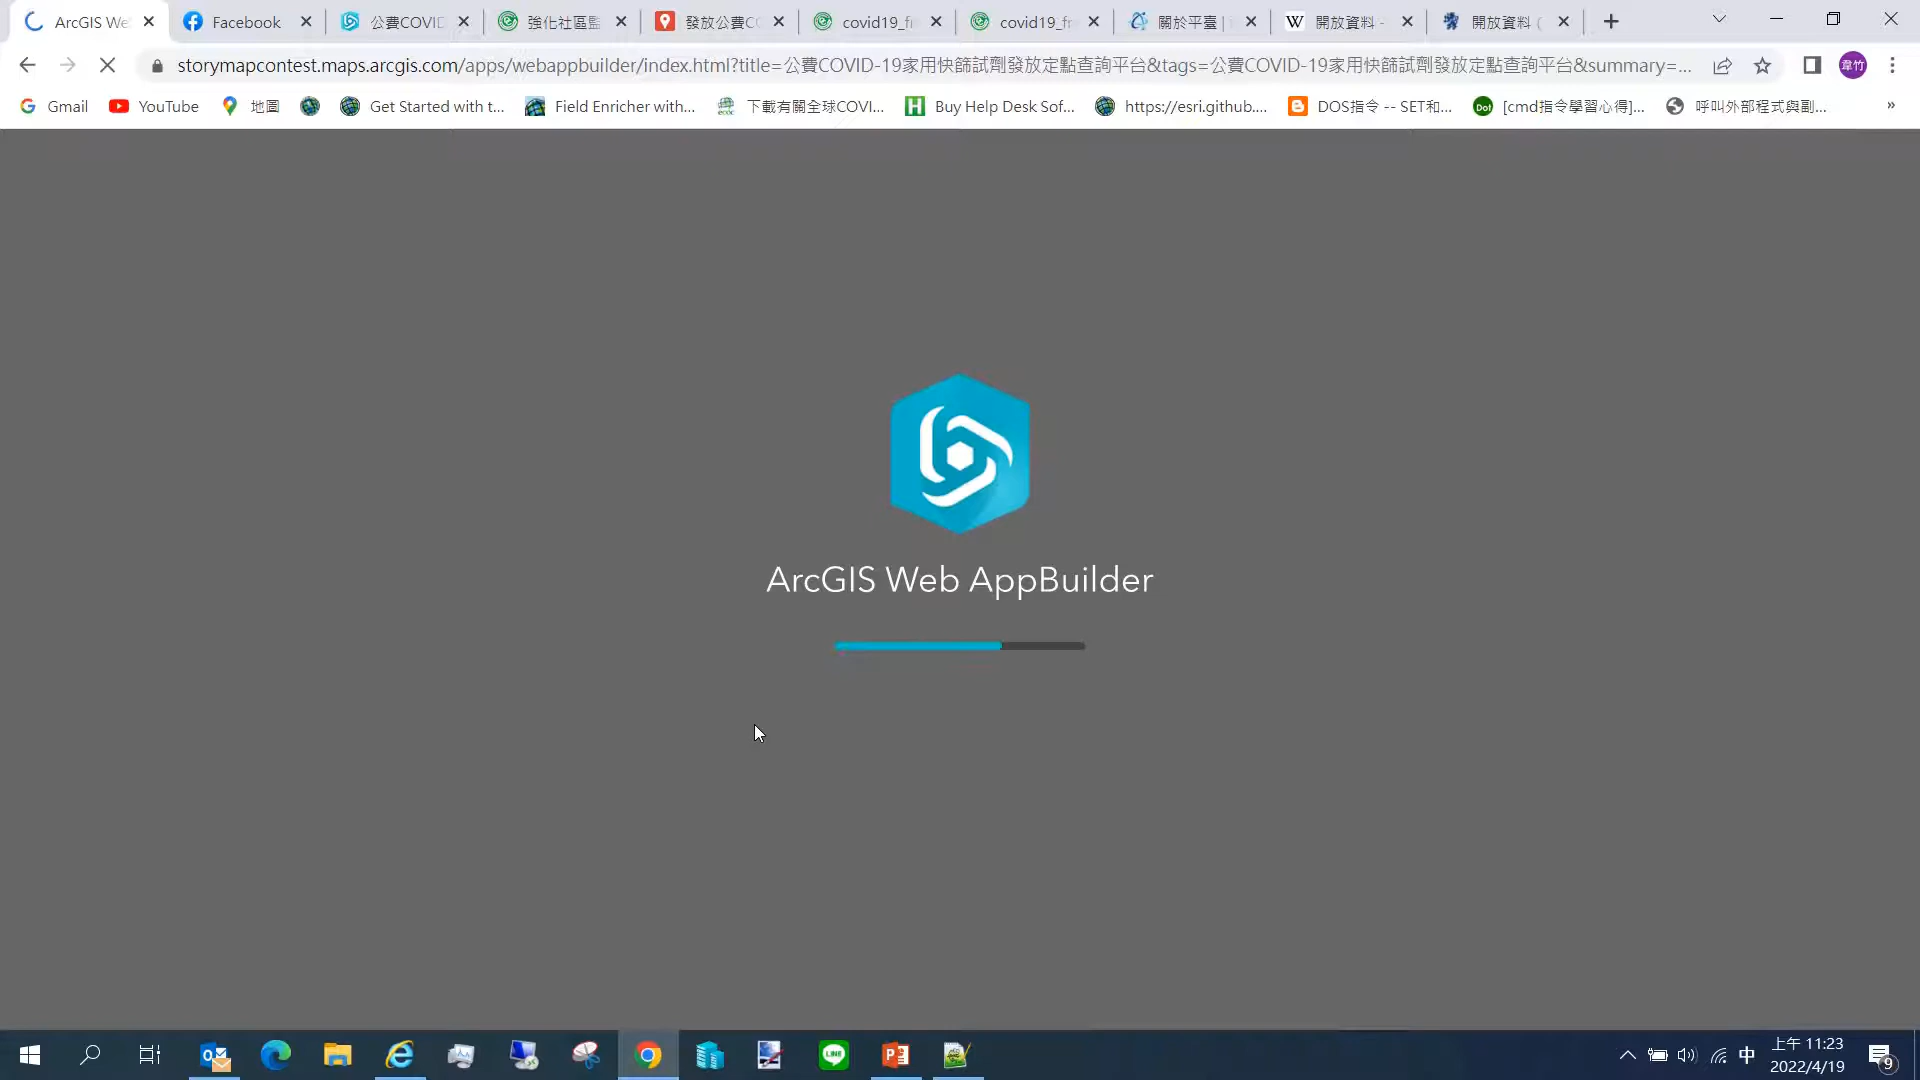 ArcGIS We
Facebook
公費COVID
強化社區監
發放公費CO
covid19_fr
covid19_fr
關於平臺 |
開放資料 -
開放資料 (
storymapcontest.maps.arcgis.com/apps/webappbuilder/index.html?title=公費COVID-19家用快篩試劑發放定點查詢平台&tags=公費COVID-19家用快篩試劑發放定點查詢平台&summary=...
韋竹
Gmail
YouTube
地圖
Get Started with t...
Field Enricher with...
下載有關全球COVI...
Buy Help Desk Sof...
https://esri.github....
DOS指令 -- SET和...
[cmd指令學習心得]...
呼叫外部程式與副...
»
ArcGIS Web AppBuilder
中
上午 11:23
2022/4/19
9